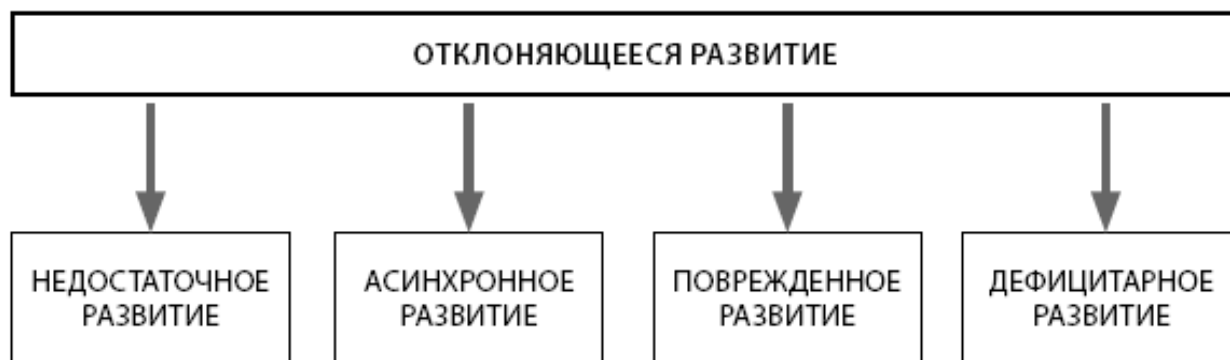 ОТКЛОНЯЮЩЕЕСЯ РАЗВИТИЕ
НЕДОСТАТОЧНОЕ
РАЗВИТИЕ
АСИНХРОННОЕ
РАЗВИТИЕ
ПОВРЕЖДЕННОЕ
РАЗВИТИЕ
ДЕФИЦИТАРНОЕ
РАЗВИТИЕ